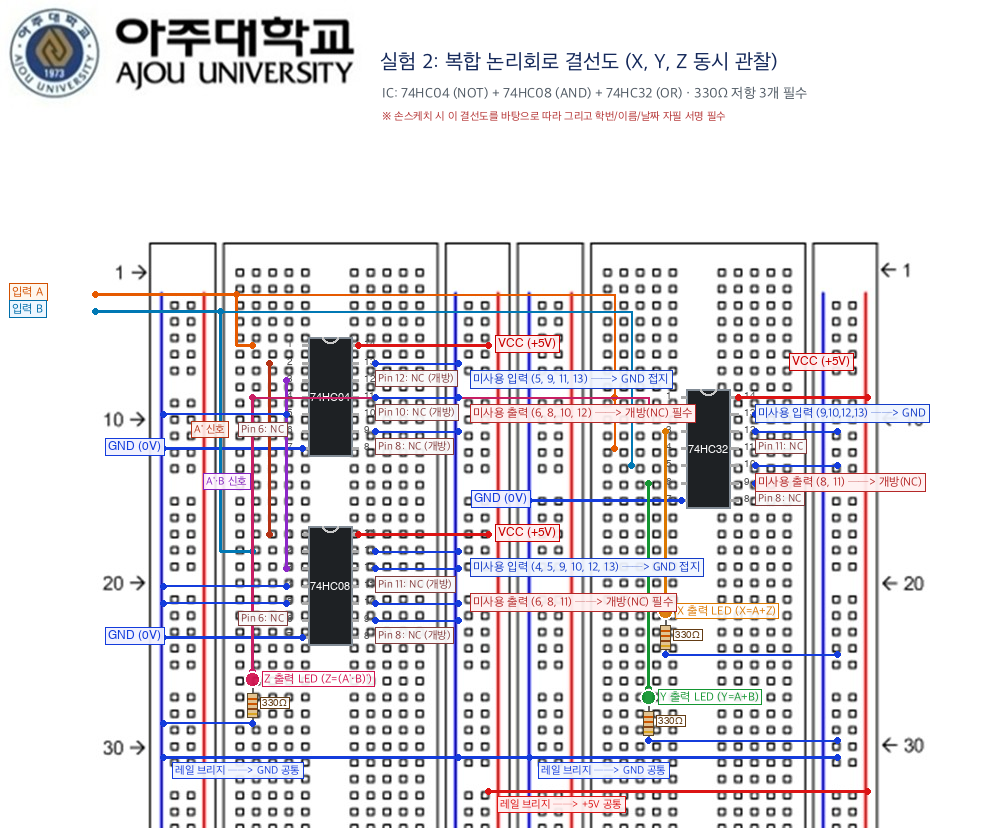 아주대학교
AJOU UNIVERSITY
아주대학교
AJOU UNIVERSITY
1973
실험 2: 복합 논리회로 결선도 (X, Y, Z 동시 관찰)
IC: 74HC04 (NOT) + 74HC08 (AND) + 74HC32 (OR) · 330Ω 저항 3개 필수
※ 손스케치 시 이 결선도를 바탕으로 따라 그리고 학번/이름/날짜 자필 서명 필수
1
1
입력 A
입력 B
VCC (+5V)
VCC (+5V)
Pin 12: NC (개방)
미사용 입력 (5, 9, 11, 13) ──> GND 접지
74HC04
10
Pin 10: NC (개방)
미사용 출력 (6, 8, 10, 12) ──> 개방(NC) 필수
미사용 입력 (9,10,12,13) ──> GND
A' 신호
Pin 6: NC
GND (0V)
Pin 8: NC (개방)
74HC32
Pin 11: NC
A'·B 신호
미사용 출력 (8, 11) ──> 개방(NC)
GND (0V)
Pin 8: NC
VCC (+5V)
미사용 입력 (4, 5, 9, 10, 12, 13) ──> GND 접지
20
74HC08
Pin 11: NC (개방)
20
미사용 출력 (6, 8, 11) ──> 개방(NC) 필수
X 출력 LED (X=A+Z)
Pin 6: NC
GND (0V)
Pin 8: NC (개방)
330Ω
Z 출력 LED (Z=(A'·B)')
Y 출력 LED (Y=A+B)
330Ω
330Ω
30
30
레일 브리지 ──> GND 공통
레일 브리지 ──> GND 공통
레일 브리지 ──> +5V 공통